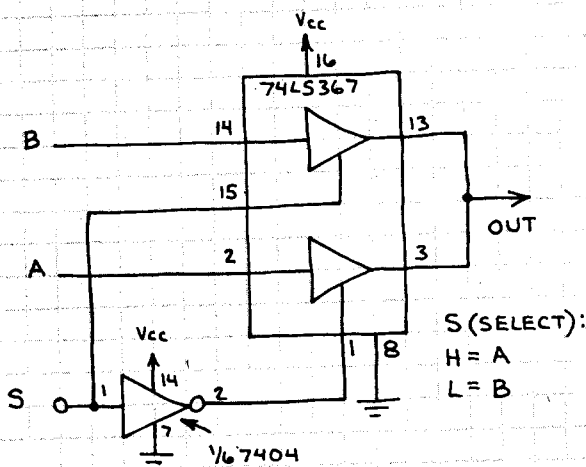 Vcc
16
74LS367
B
14
13
15
OUT
A
2
3
S (SELECT):
H = A
L = B
1
8
Vcc
14
S
1
2
7
1/6 7404